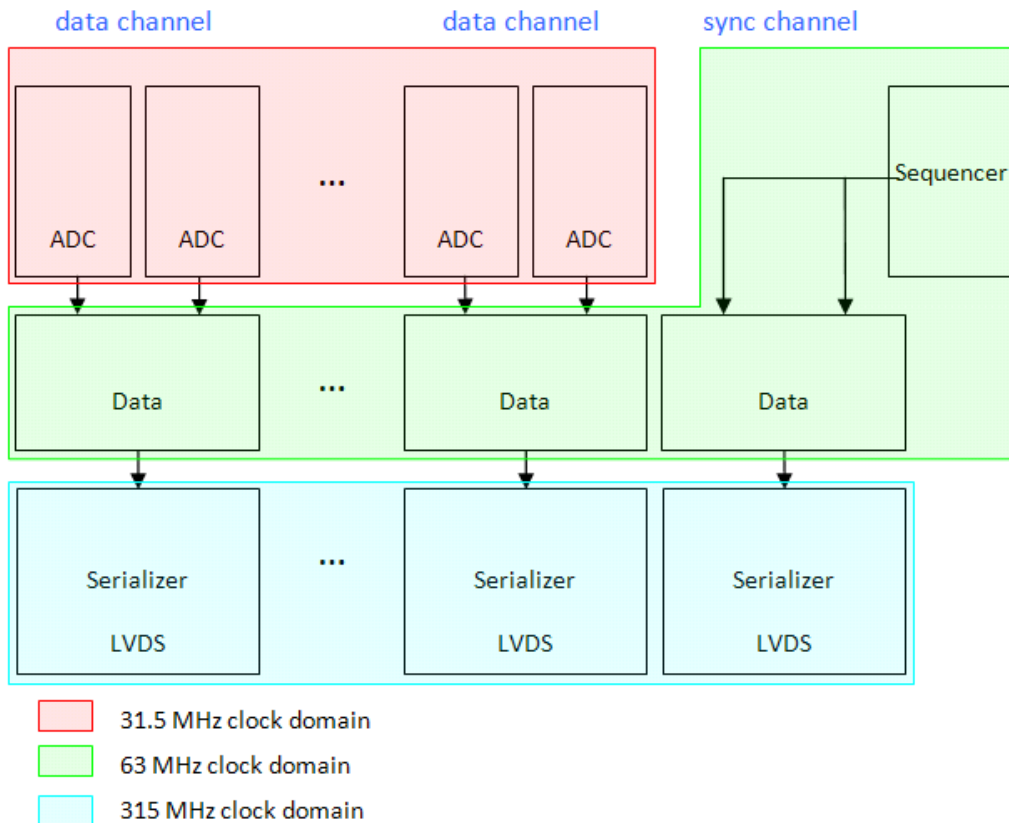 data channel
data channel
sync channel
Sequencer
ADC
ADC
...
ADC
ADC
Data
...
Data
Data
Serializer
LVDS
...
Serializer
LVDS
Serializer
LVDS
31.5 MHz clock domain
63 MHz clock domain
315 MHz clock domain